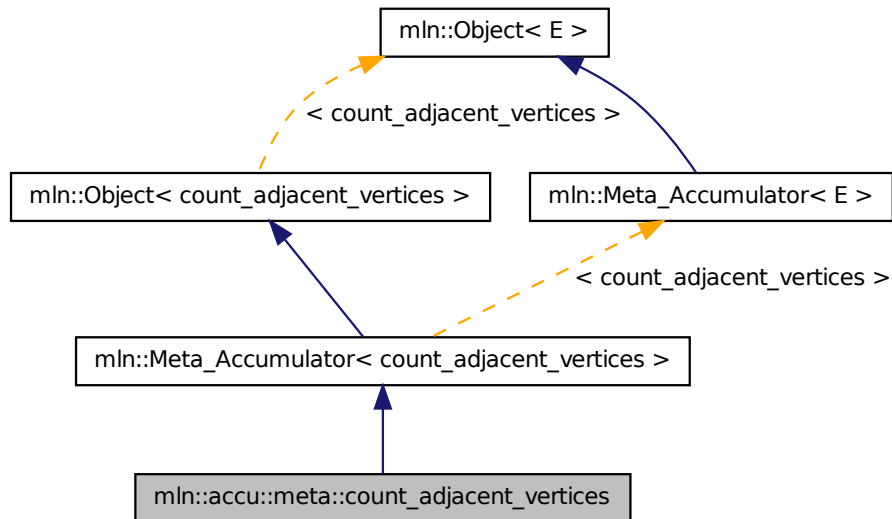 mln::Object< E >
< count_adjacent_vertices >
mln::Object< count_adjacent_vertices >
mln::Meta_Accumulator< E >
< count_adjacent_vertices >
mln::Meta_Accumulator< count_adjacent_vertices >
mln::accu::meta::count_adjacent_vertices